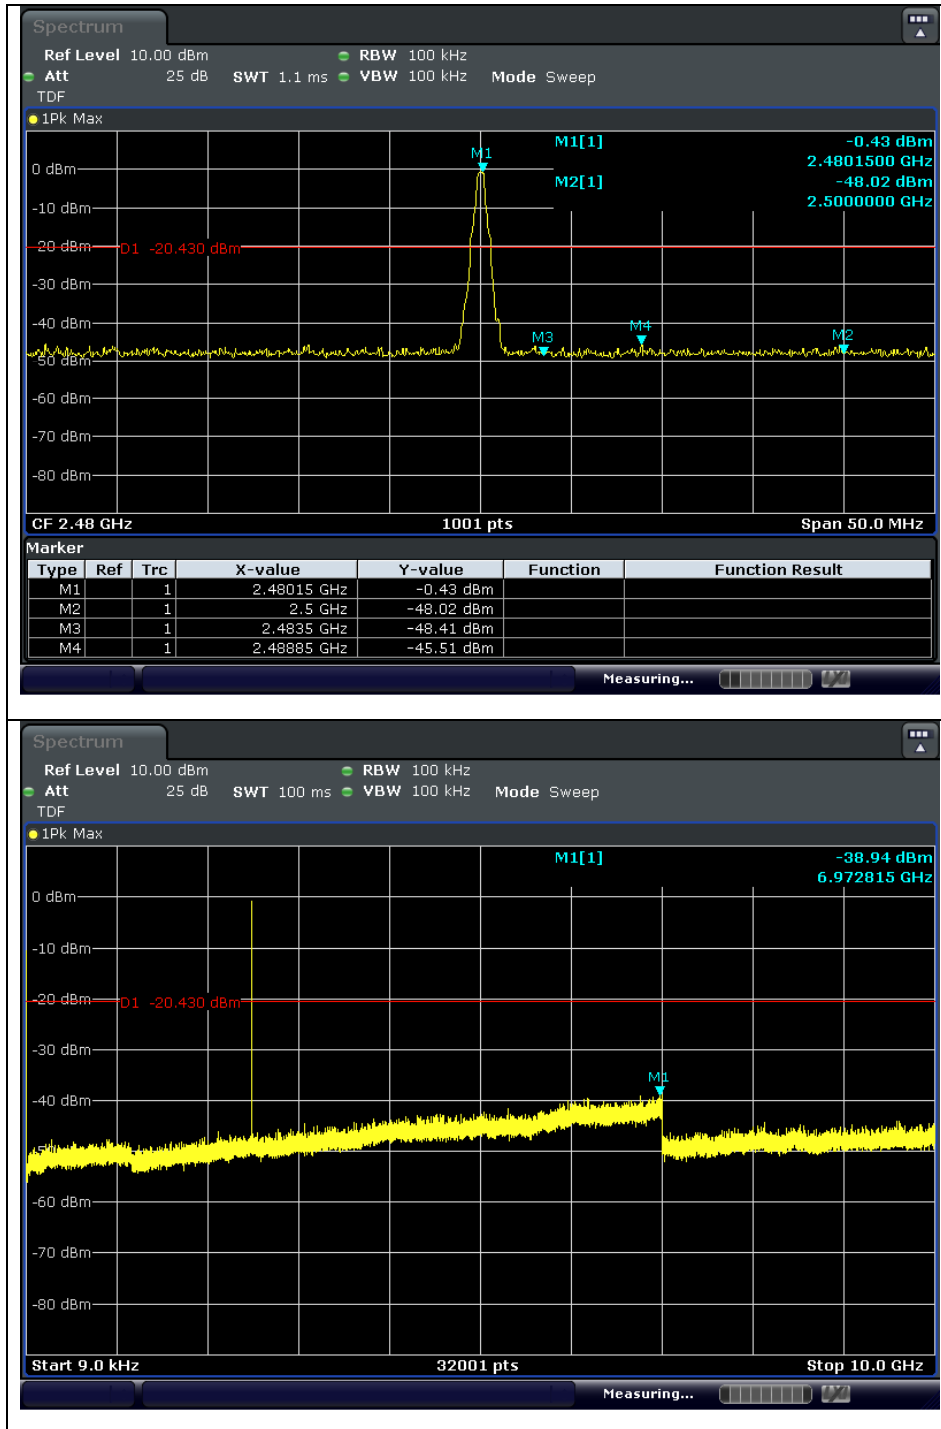 Spectrum
Ref Level 10.00 dBm RBW 100 kHz
Att 25 dB SWT 1.1 ms VBW 100 kHz Mode Sweep
TDF
1Pk Max
M1[1] -0.43 dBm
2.4801500 GHz
M2[1] -48.02 dBm
2.5000000 GHz
M1
0 dBm
-10 dBm
-20 dBm
D1 -20.430 dBm
-30 dBm
-40 dBm
M3 M4 M2
-50 dBm
-60 dBm
-70 dBm
-80 dBm
CF 2.48 GHz 1001 pts Span 50.0 MHz
Marker
Type Ref Trc X-value Y-value Function Function Result
M1 1 2.48015 GHz -0.43 dBm
M2 1 2.5 GHz -48.02 dBm
M3 1 2.4835 GHz -48.41 dBm
M4 1 2.48885 GHz -45.51 dBm
Measuring...
Spectrum
Ref Level 10.00 dBm RBW 100 kHz
Att 25 dB SWT 100 ms VBW 100 kHz Mode Sweep
TDF
1Pk Max
M1[1] -38.94 dBm
6.972815 GHz
0 dBm
-10 dBm
-20 dBm
D1 -20.430 dBm
-30 dBm
M1
-40 dBm
-60 dBm
-70 dBm
-80 dBm
Start 9.0 kHz 32001 pts Stop 10.0 GHz
Measuring...